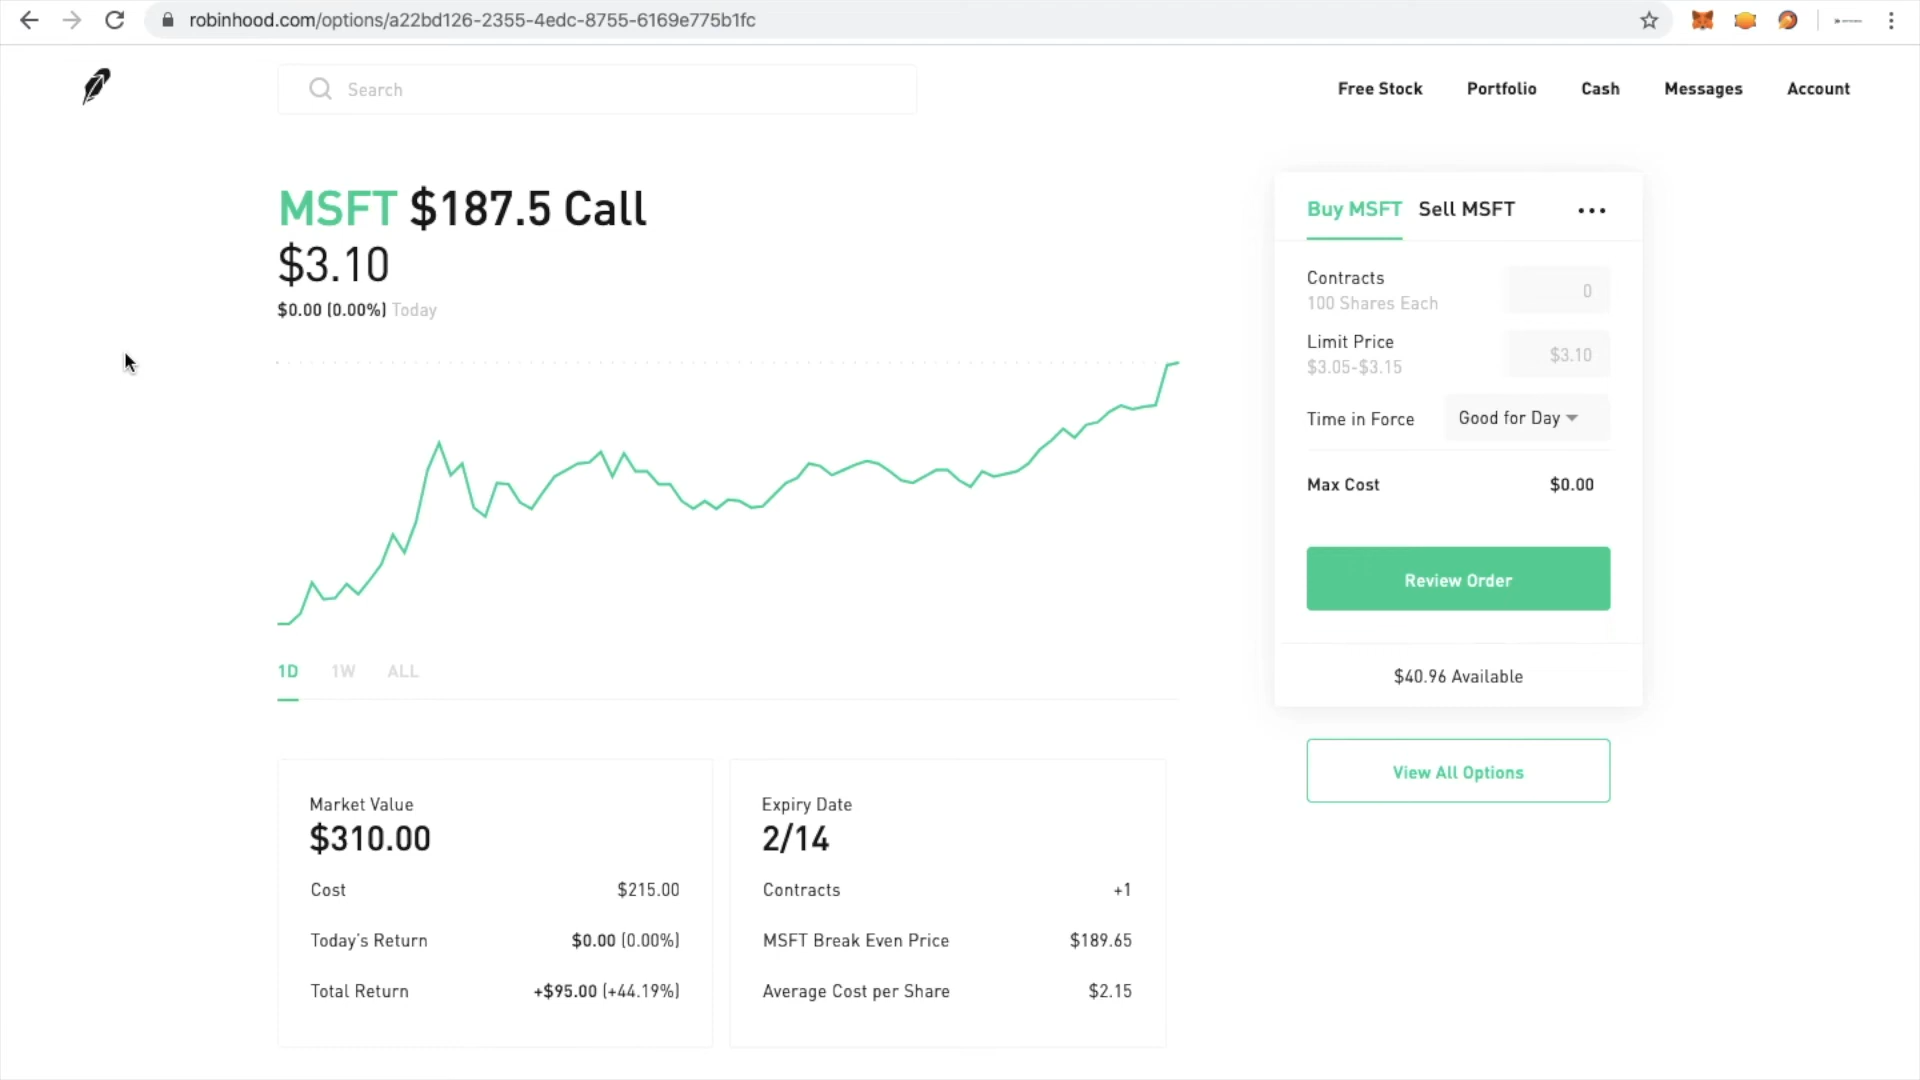 robinhood.com/options/a22bd126-2355-4edc-8755-6169e775b1fc
Search
Free Stock
Portfolio
Cash
Messages
Account
MSFT $187.5 Call
$3.10
$0.00 (0.00%) Today
1D
1W
ALL
Market Value
$310.00
Cost $215.00
Today's Return $0.00 (0.00%)
Total Return +$95.00 (+44.19%)
Expiry Date
2/14
Contracts +1
MSFT Break Even Price $189.65
Average Cost per Share $2.15
Buy MSFT
Sell MSFT
Contracts
100 Shares Each
0
Limit Price
$3.05-$3.15
$3.10
Time in Force
Good for Day
Max Cost $0.00
Review Order
$40.96 Available
View All Options